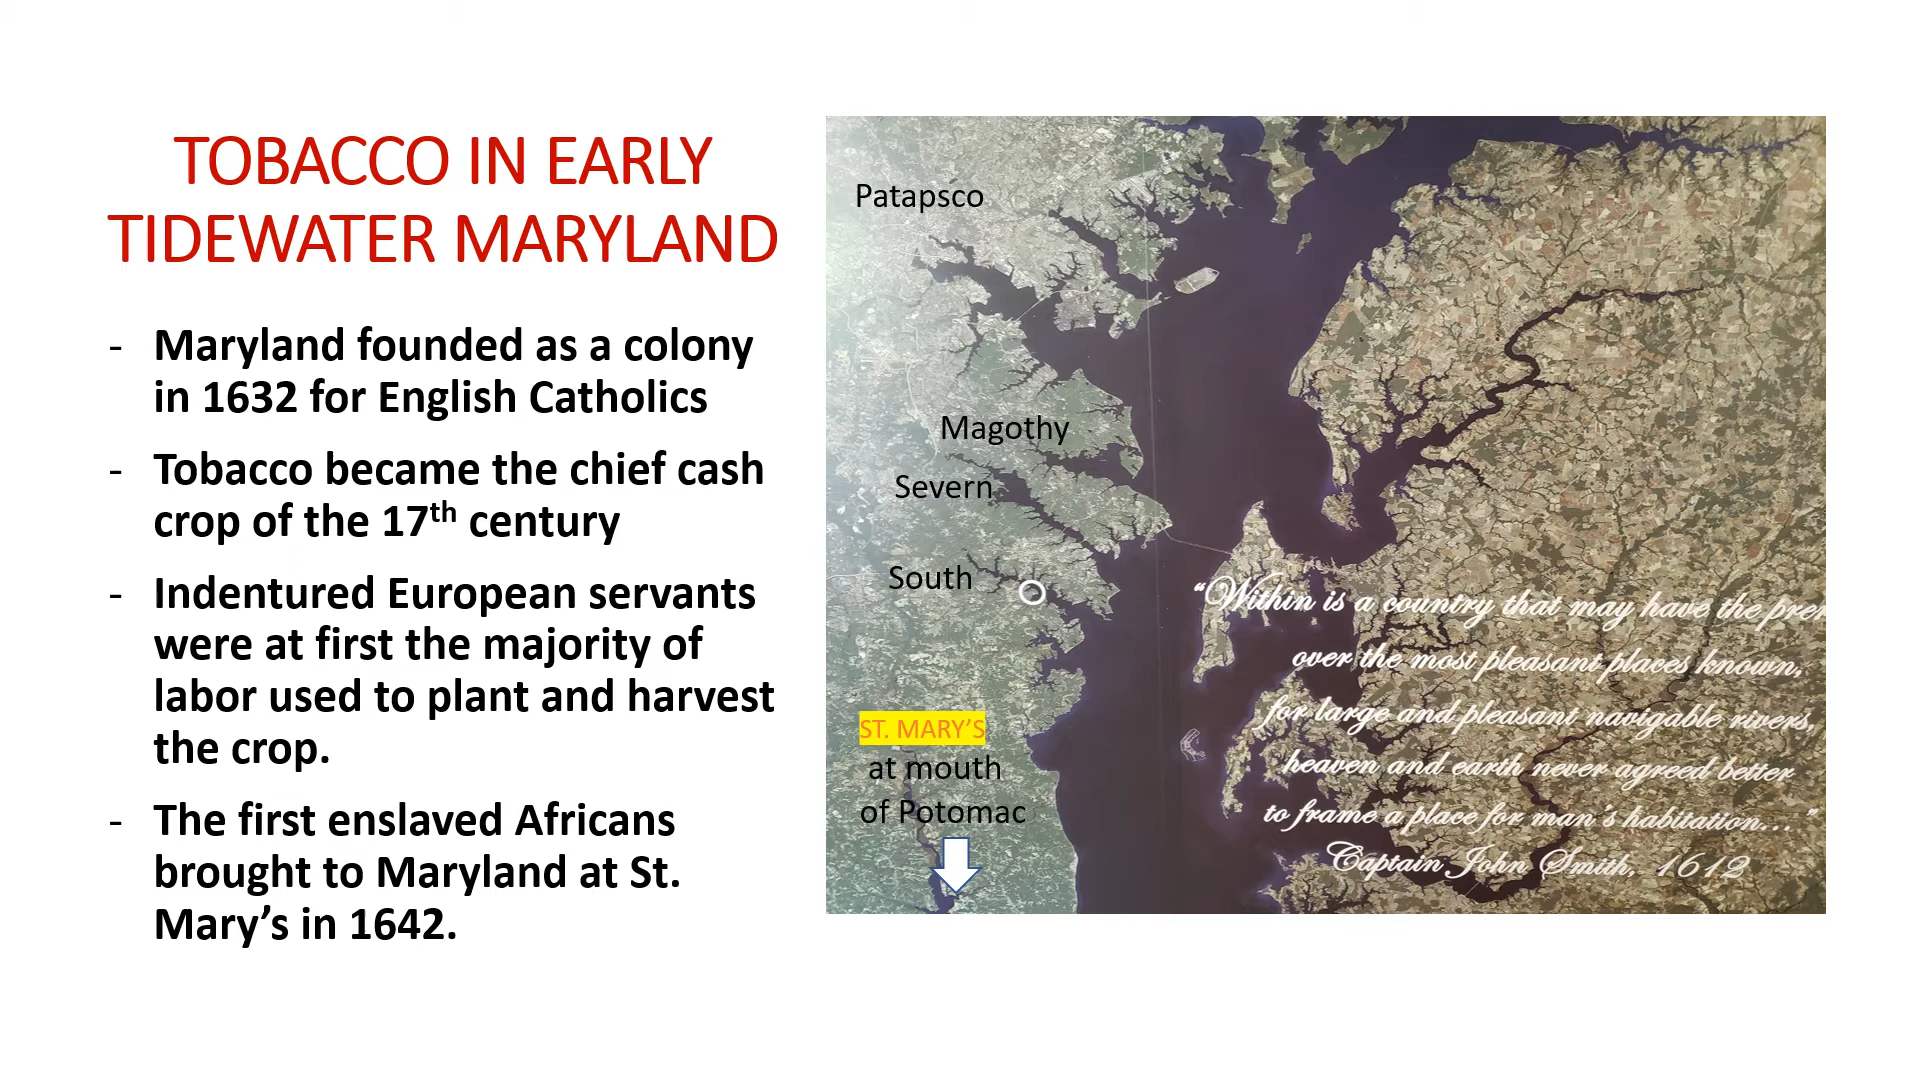 TOBACCO IN EARLY
TIDEWATER MARYLAND
- Maryland founded as a colony
in 1632 for English Catholics
- Tobacco became the chief cash
crop of the 17th century
- Indentured European servants
were at first the majority of
labor used to plant and harvest
the crop.
- The first enslaved Africans
brought to Maryland at St.
Mary’s in 1642.
Patapsco
Magothy
Severn
South
ST. MARY’S
at mouth
of Potomac
“Within is a country that may have the
over the most pleasant places known,
for large and pleasant navigable rivers,
heaven and earth never agreed better
to frame a place for man’s habitation...”
Captain John Smith, 1612